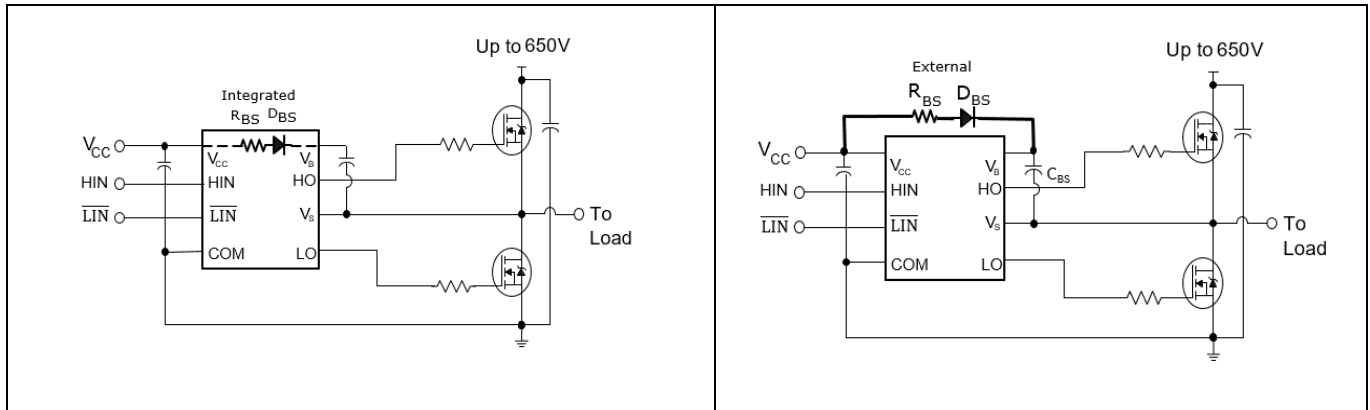 Up to 650V
Integrated
RBS DBS
VCC
VCC
VB
HIN
HIN
HO
LIN
LIN
VS
To
Load
COM
LO
Up to 650V
External
RBS DBS
VCC
VCC
VB
CBS
HIN
HIN
HO
LIN
LIN
VS
To
Load
COM
LO